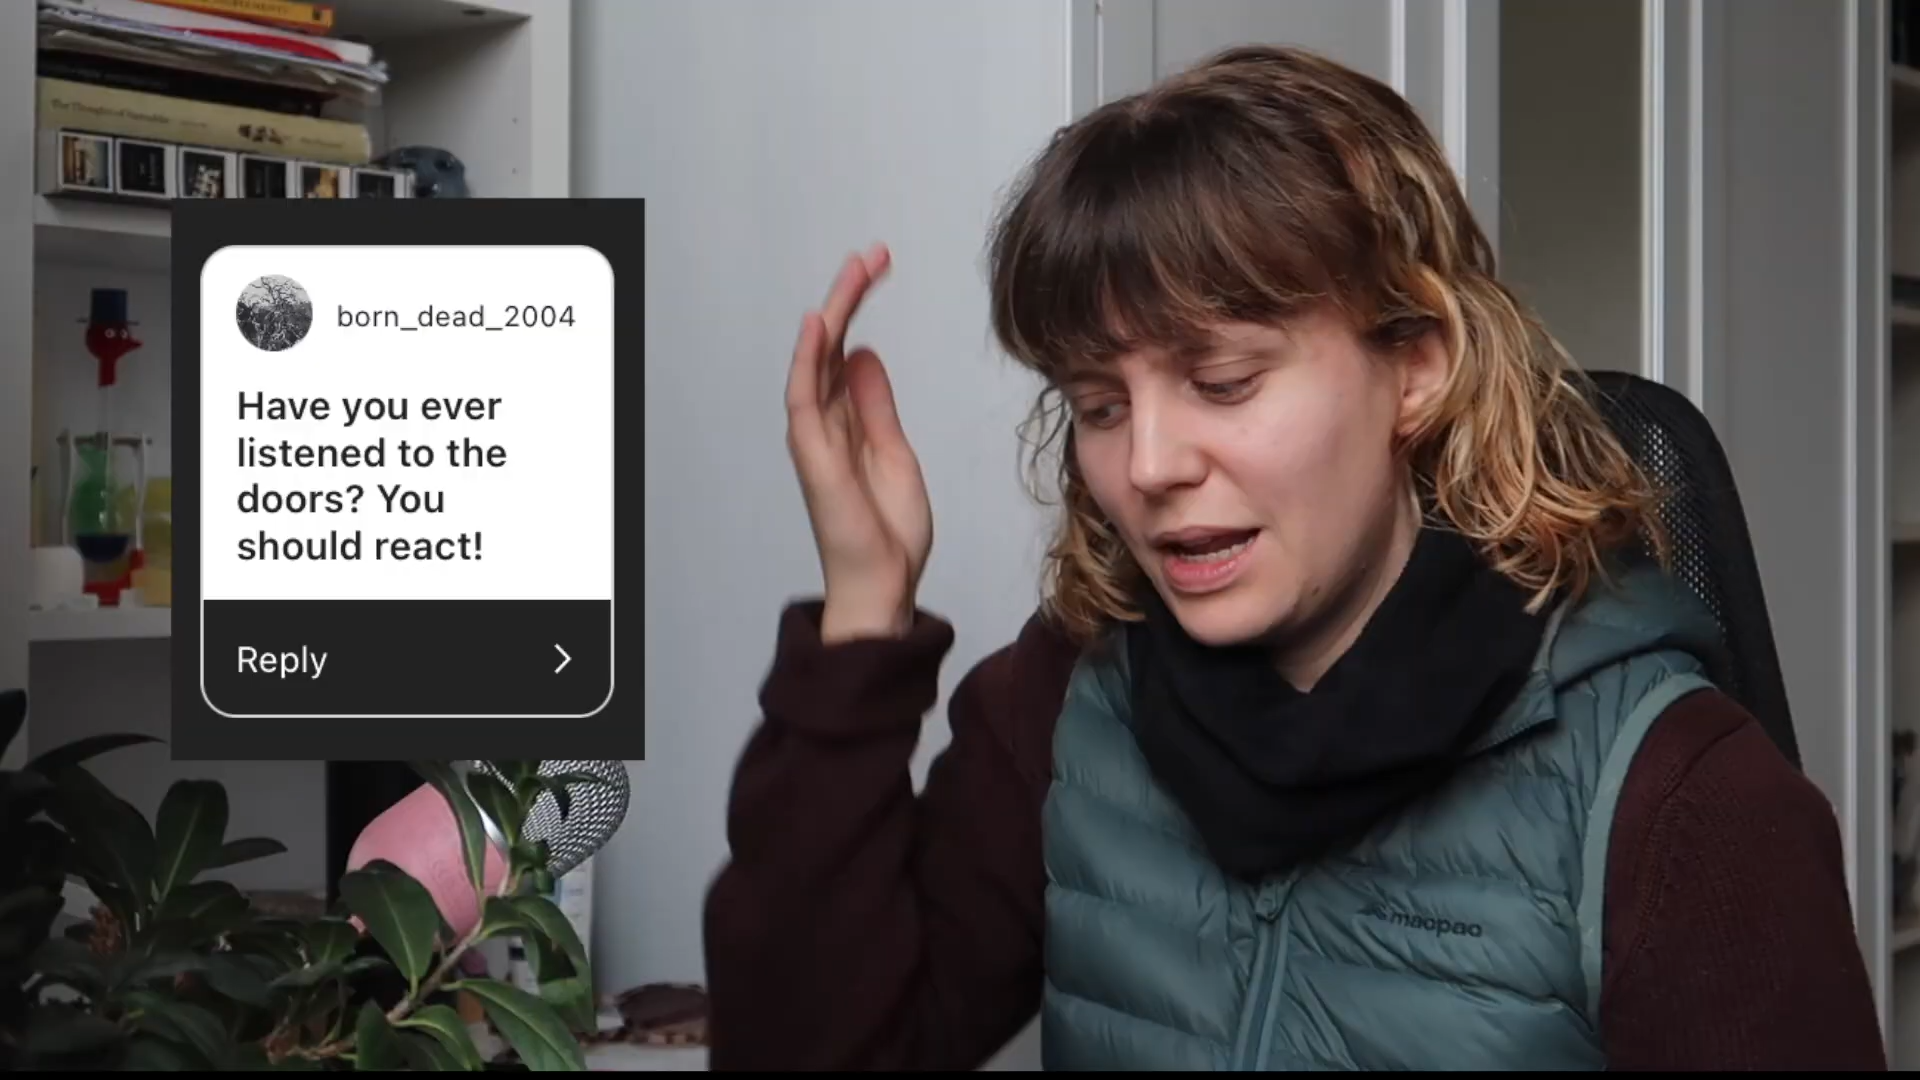 born_dead_2004
Have you ever
listened to the
doors? You
should react!
Reply
macpac